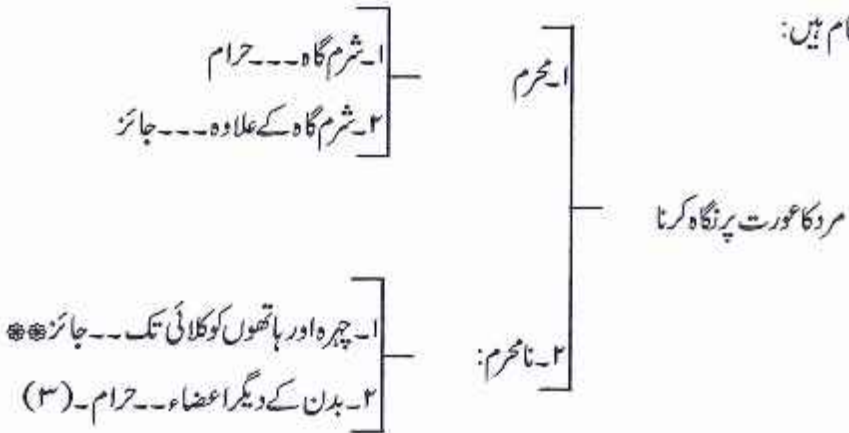 ام ہیں:
مرد کا عورت پر نگاہ کرنا
۱۔محرم
۱۔شرم گاہ۔۔۔حرام
۲۔شرم گاہ کے علاوہ۔۔۔جائز
۲۔نامحرم:
۱۔ چہرہ اور ہاتھوں کو کلائی تک۔۔جائز❁❁
۲۔ بدن کے دیگر اعضاء۔۔حرام۔(۳)